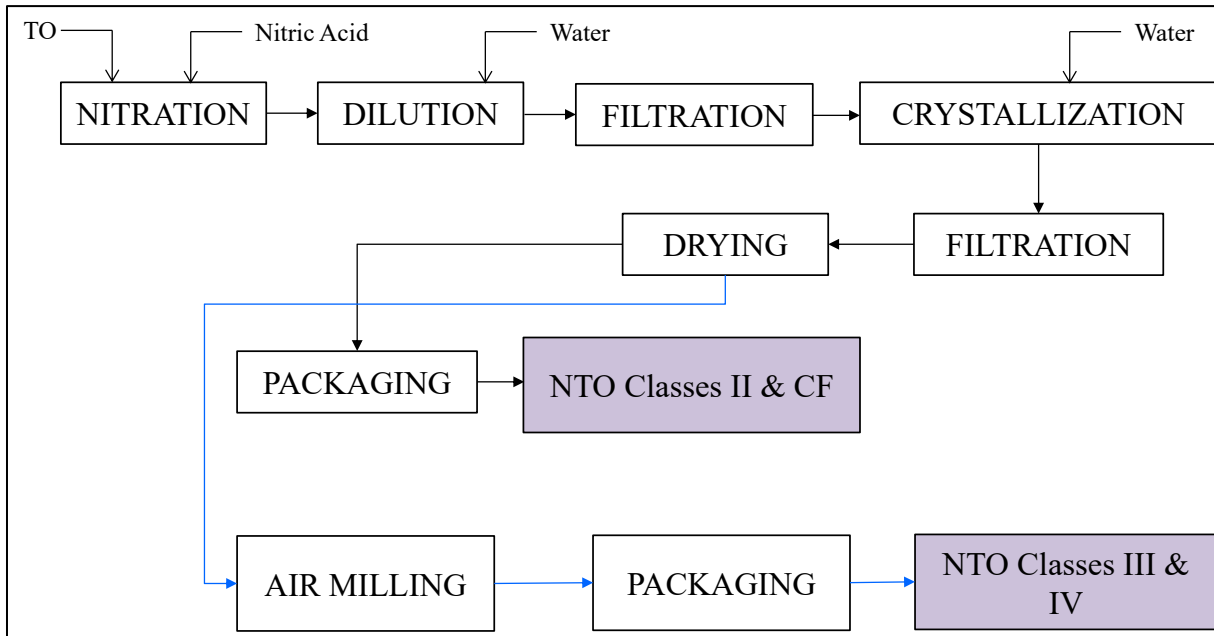 TO
Nitric Acid
Water
Water
NITRATION
DILUTION
FILTRATION
CRYSTALLIZATION
DRYING
FILTRATION
PACKAGING
NTO Classes II & CF
AIR MILLING
PACKAGING
NTO Classes III &
IV